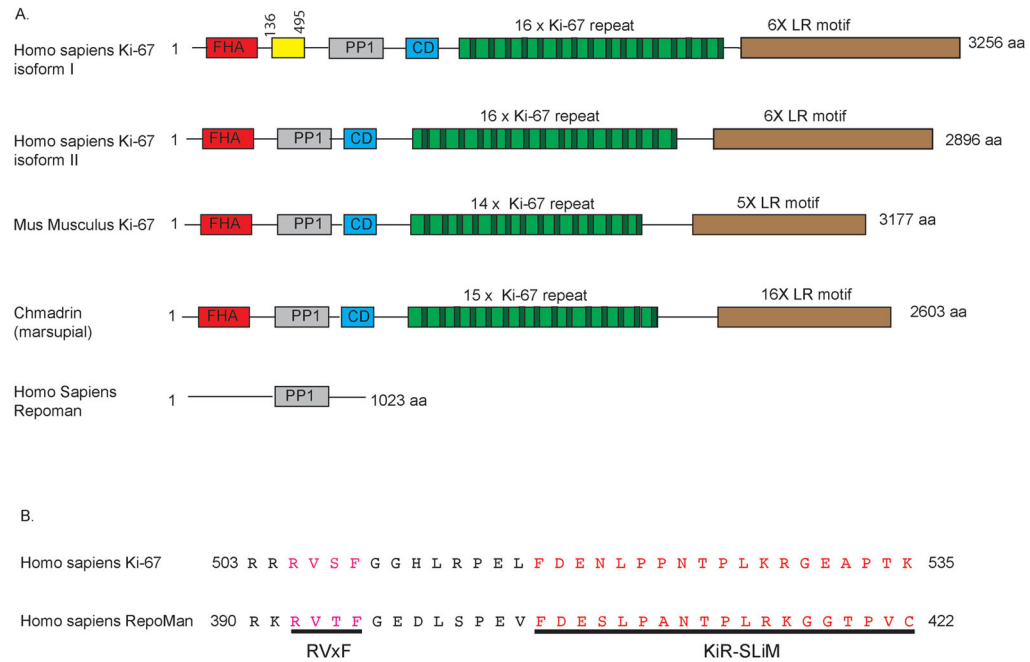 A.
136
495
16 x Ki-67 repeat
6X LR motif
Homo sapiens Ki-67
isoform I
1
FHA
PP1
CD
3256 aa
16 x Ki-67 repeat
6X LR motif
Homo sapiens Ki-67
isoform II
1
FHA
PP1
CD
2896 aa
14 x Ki-67 repeat
5X LR motif
Mus Musculus Ki-67
1
FHA
PP1
CD
3177 aa
15 x Ki-67 repeat
16X LR motif
Chmadrin
(marsupial)
1
FHA
PP1
CD
2603 aa
Homo Sapiens
Repoman
1
PP1
1023 aa
B.
Homo sapiens Ki-67 503 R R R V S F G G H L R P E L F D E N L P P N T P L K R G E A P T K 535
Homo sapiens RepoMan 390 R K R V T F G E D L S P E V F D E S L P A N T P L R K G G T P V C 422
RVxF KiR-SLiM